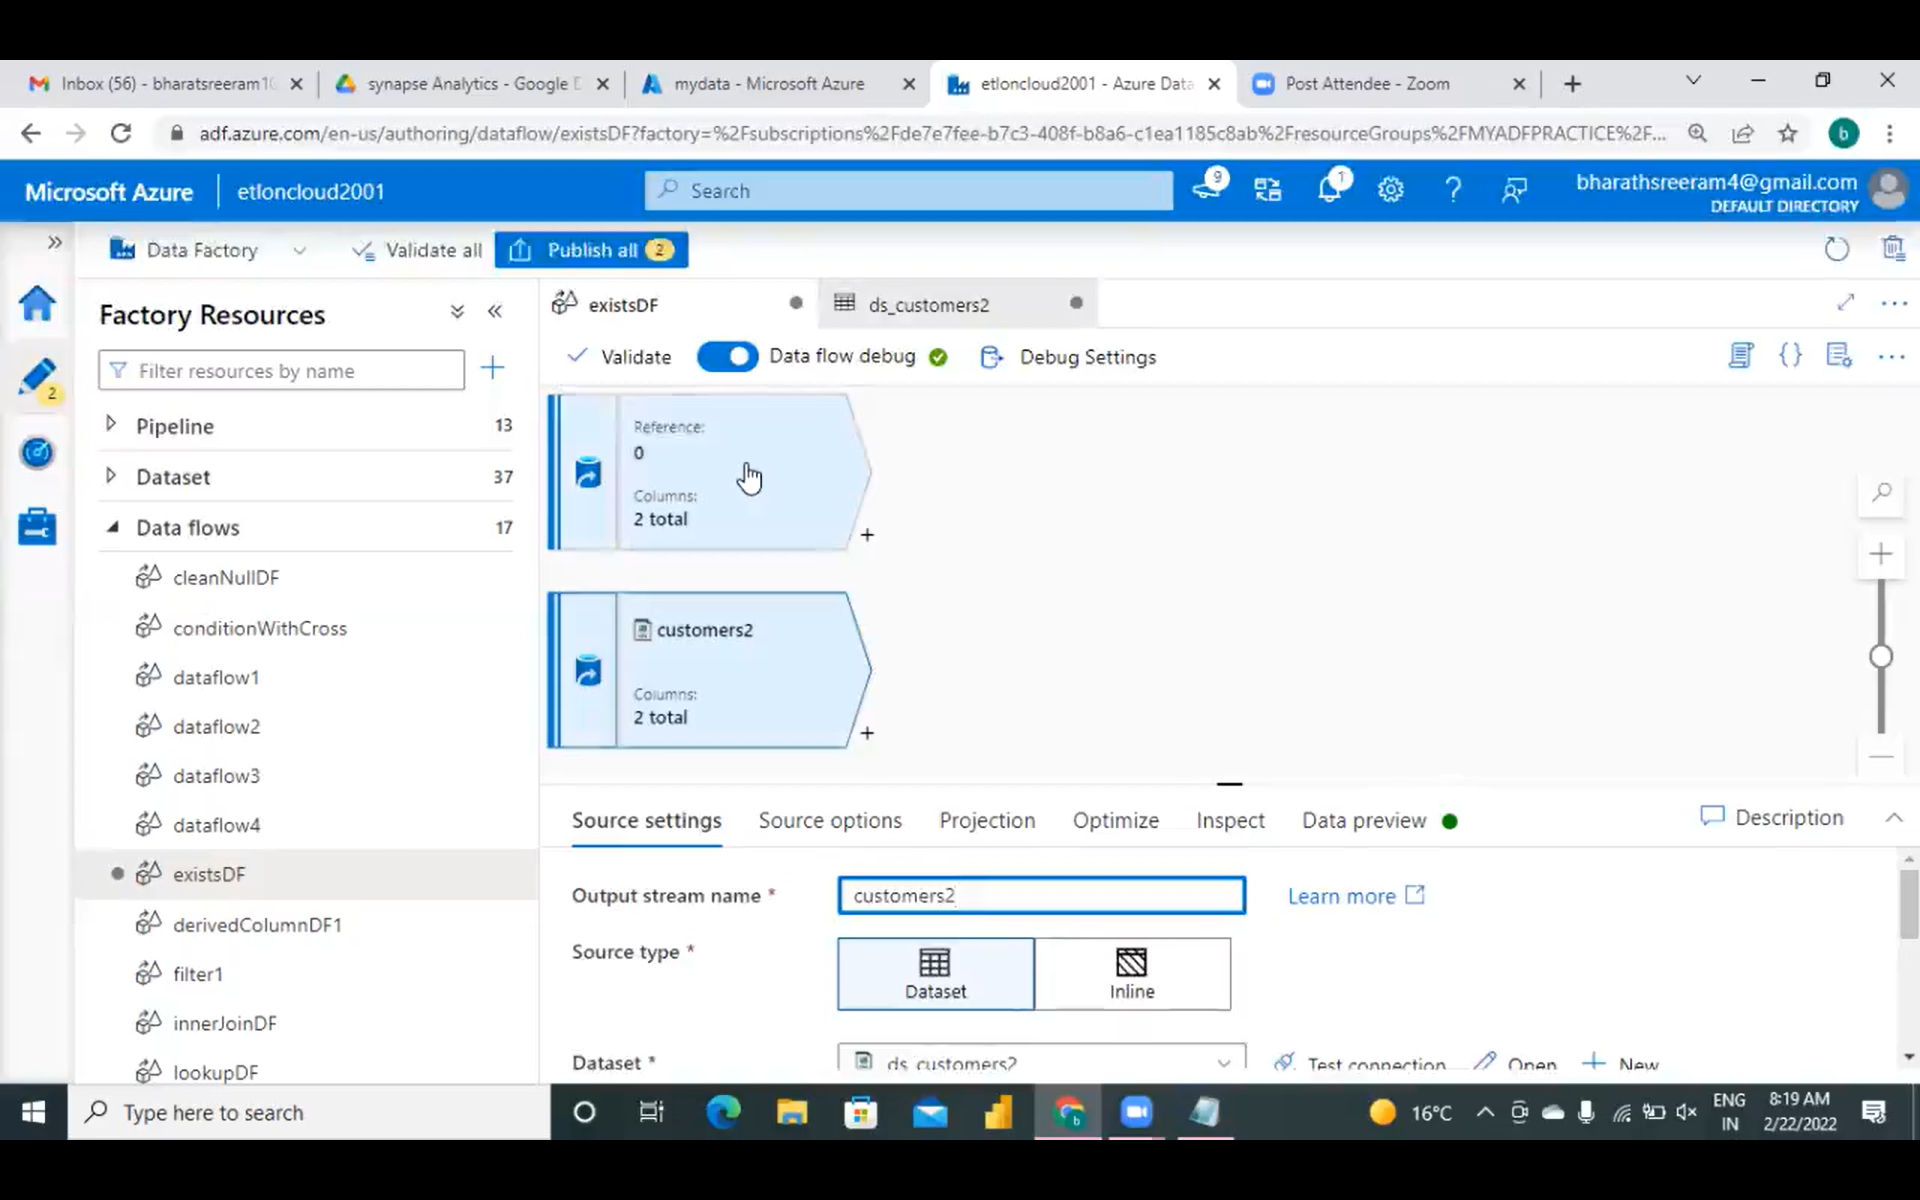 Inbox (56) - bharatsreeram10
synapse Analytics - Google D
mydata - Microsoft Azure
etloncloud2001 - Azure Data
Post Attendee - Zoom
adf.azure.com/en-us/authoring/dataflow/existsDF?factory=%2Fsubscriptions%2Fde7e7fee-b7c3-408f-b8a6-c1ea1185c8ab%2FresourceGroups%2FMYADFPRACTICE%2F...
b
Microsoft Azure
etloncloud2001
Search
9
1
bharathsreeram4@gmail.com
DEFAULT DIRECTORY
Data Factory
Validate all
Publish all 2
Factory Resources
existsDF
ds_customers2
Filter resources by name
Validate
Data flow debug
Debug Settings
2
Pipeline 13
Dataset 37
Data flows 17
cleanNullDF
conditionWithCross
dataflow1
dataflow2
dataflow3
dataflow4
existsDF
derivedColumnDF1
filter1
innerJoinDF
lookupDF
Reference:
0
Columns:
2 total
customers2
Columns:
2 total
Source settings
Source options
Projection
Optimize
Inspect
Data preview
Description
Output stream name *
customers2
Learn more
Source type *
Dataset
Inline
Dataset *
ds_customers2
Test connection
Open
New
Type here to search
16°C
ENG
IN
8:19 AM
2/22/2022